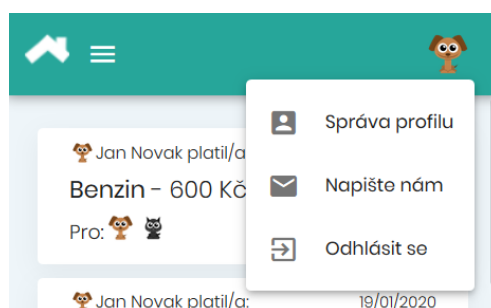 Správa profilu
Jan Novak platil/a
Benzin - 600 Kč
Napište nám
Pro:
Odhlásit se
Jan Novak platil/a:
19/01/2020